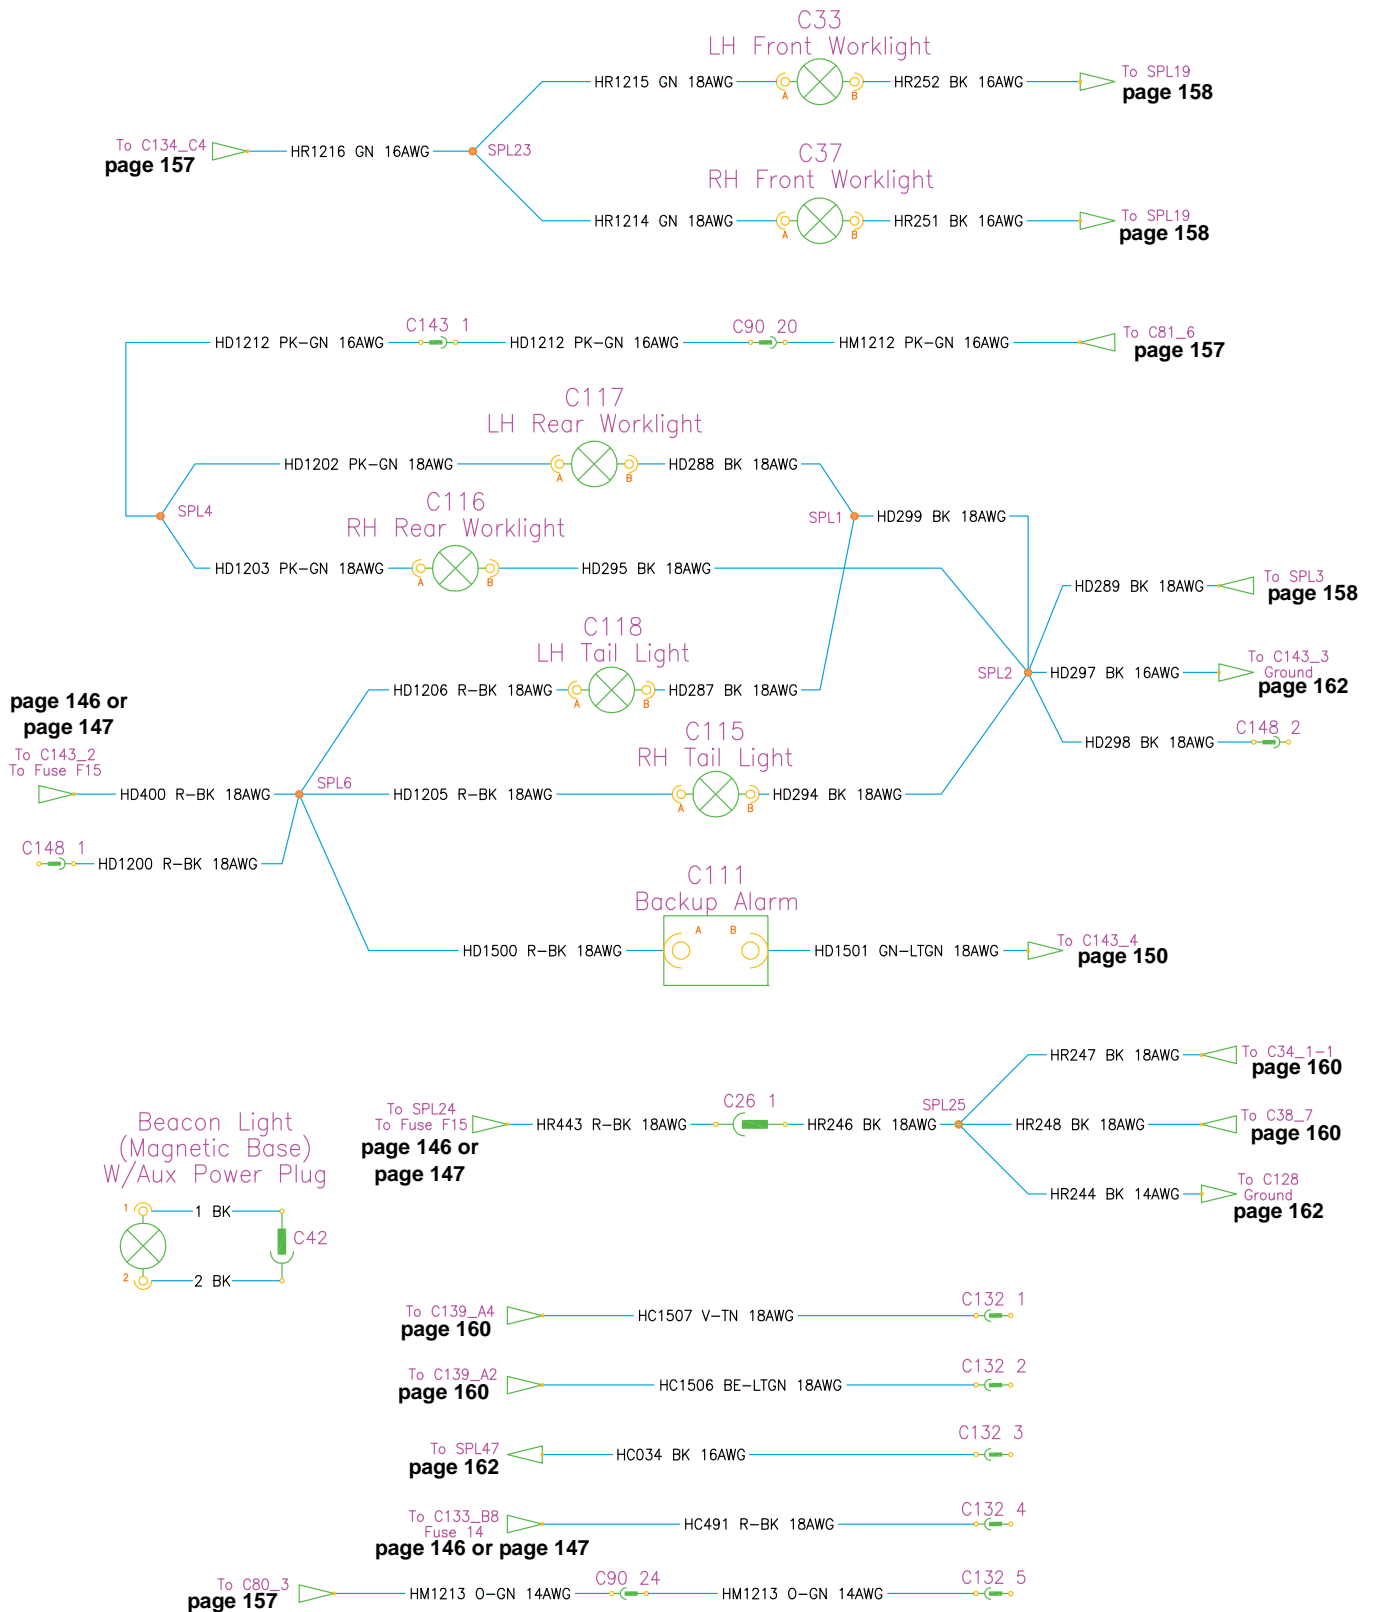 C33
LH Front Worklight
HR1215 GN 18AWG
A
B
HR252 BK 16AWG
To SPL19
page 158
To C134_C4
page 157
HR1216 GN 16AWG
SPL23
C37
RH Front Worklight
HR1214 GN 18AWG
A
B
HR251 BK 16AWG
To SPL19
page 158
HD1212 PK-GN 16AWG
C143 1
HD1212 PK-GN 16AWG
C90 20
HM1212 PK-GN 16AWG
To C81_6
page 157
C117
LH Rear Worklight
HD1202 PK-GN 18AWG
A
B
HD288 BK 18AWG
SPL4
C116
RH Rear Worklight
SPL1
HD299 BK 18AWG
HD1203 PK-GN 18AWG
A
B
HD295 BK 18AWG
HD289 BK 18AWG
To SPL3
page 158
C118
LH Tail Light
HD1206 R-BK 18AWG
A
B
HD287 BK 18AWG
SPL2
HD297 BK 16AWG
To C143_3
Ground
page 162
page 146 or
page 147
To C143_2
To Fuse F15
HD400 R-BK 18AWG
SPL6
C115
RH Tail Light
HD1205 R-BK 18AWG
A
B
HD294 BK 18AWG
HD298 BK 18AWG
C148 2
C148 1
HD1200 R-BK 18AWG
C111
Backup Alarm
A
B
HD1500 R-BK 18AWG
HD1501 GN-LTGN 18AWG
To C143_4
page 150
HR247 BK 18AWG
To C34_1-1
page 160
To SPL24
To Fuse F15
page 146 or
page 147
HR443 R-BK 18AWG
C26 1
HR246 BK 18AWG
SPL25
HR248 BK 18AWG
To C38_7
page 160
HR244 BK 14AWG
To C128
Ground
page 162
Beacon Light
(Magnetic Base)
W/Aux Power Plug
1
1 BK
C42
2
2 BK
To C139_A4
page 160
HC1507 V-TN 18AWG
C132 1
To C139_A2
page 160
HC1506 BE-LTGN 18AWG
C132 2
To SPL47
page 162
HC034 BK 16AWG
C132 3
To C133_B8
Fuse 14
page 146 or page 147
HC491 R-BK 18AWG
C132 4
To C80_3
page 157
HM1213 O-GN 14AWG
C90 24
HM1213 O-GN 14AWG
C132 5